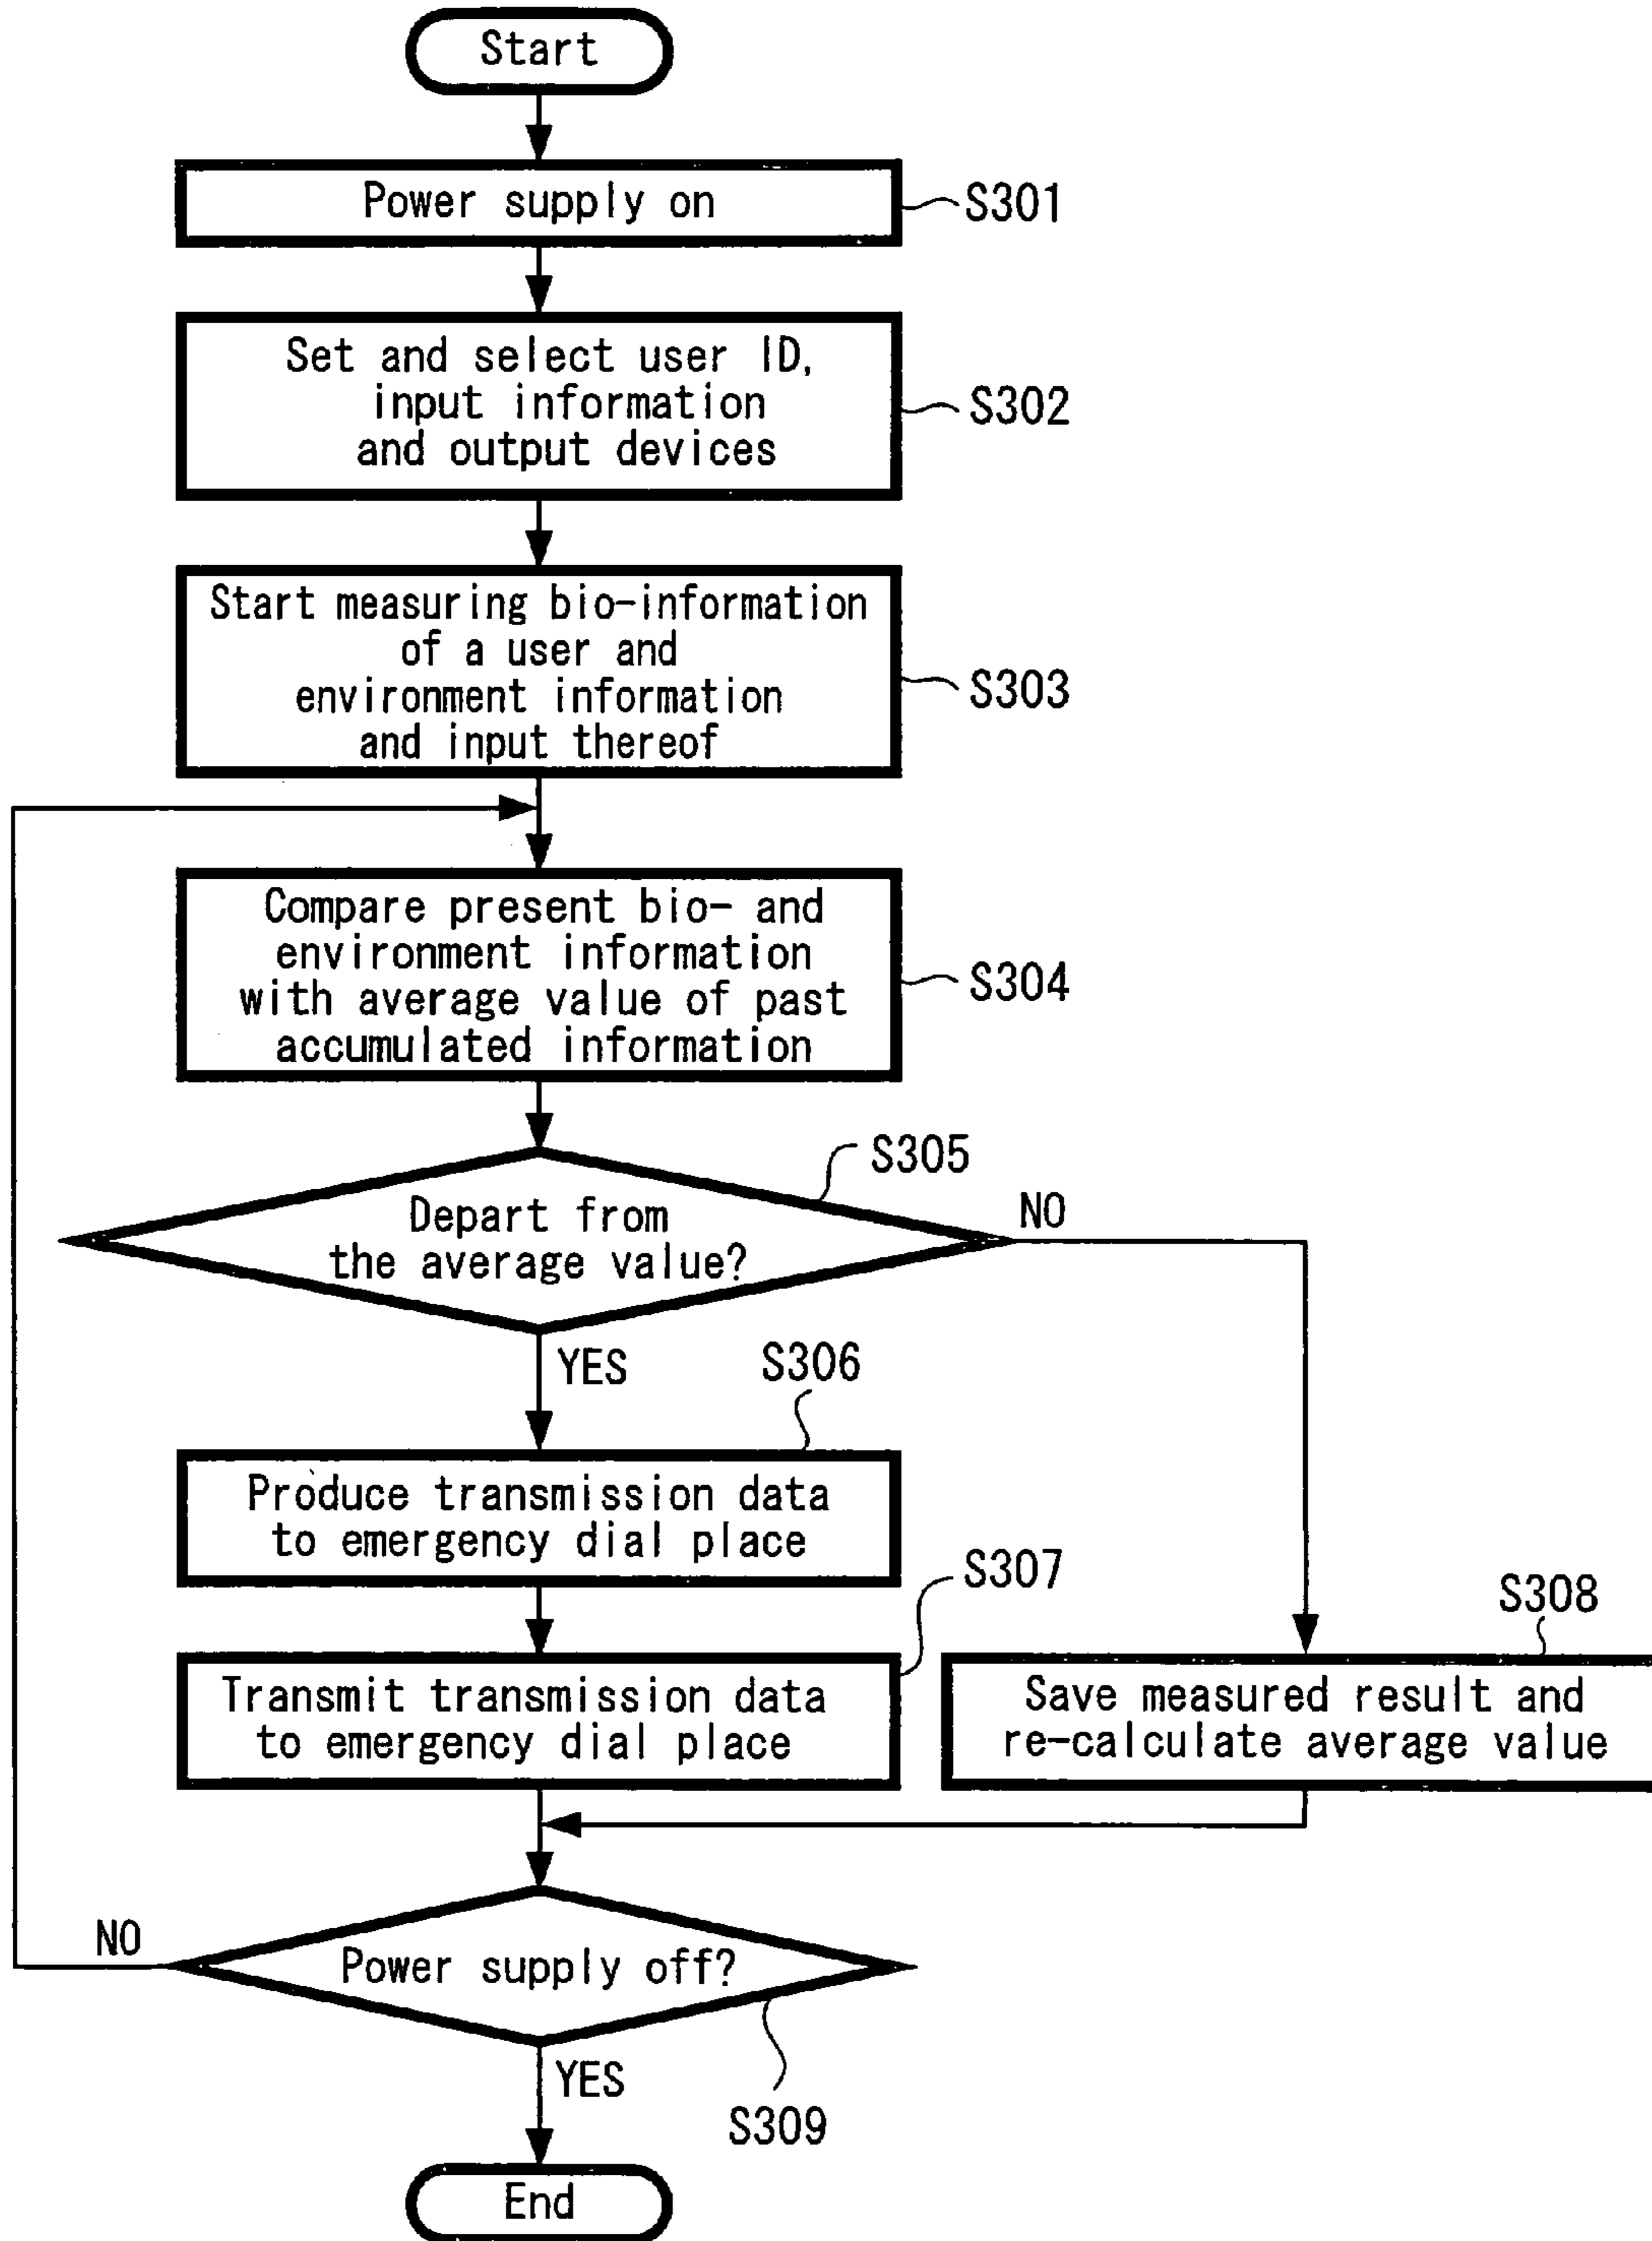 Start
Power supply on
S301
Set and select user ID,
input information
and output devices
S302
Start measuring bio-information
of a user and
environment information
and input thereof
S303
Compare present bio- and
environment information
with average value of past
accumulated information
S304
S305
Depart from
the average value?
NO
YES
S306
Produce transmission data
to emergency dial place
S307
Transmit transmission data
to emergency dial place
S308
Save measured result and
re-calculate average value
NO
Power supply off?
YES
S309
End